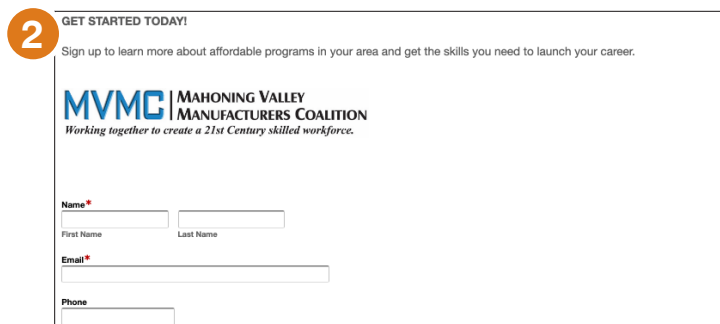 2
GET STARTED TODAY!
Sign up to learn more about affordable programs in your area and get the skills you need to launch your career.
MVMC | MAHONING VALLEY
MANUFACTURERS COALITION
Working together to create a 21st Century skilled workforce.
Name*
First Name Last Name
Email*
Phone